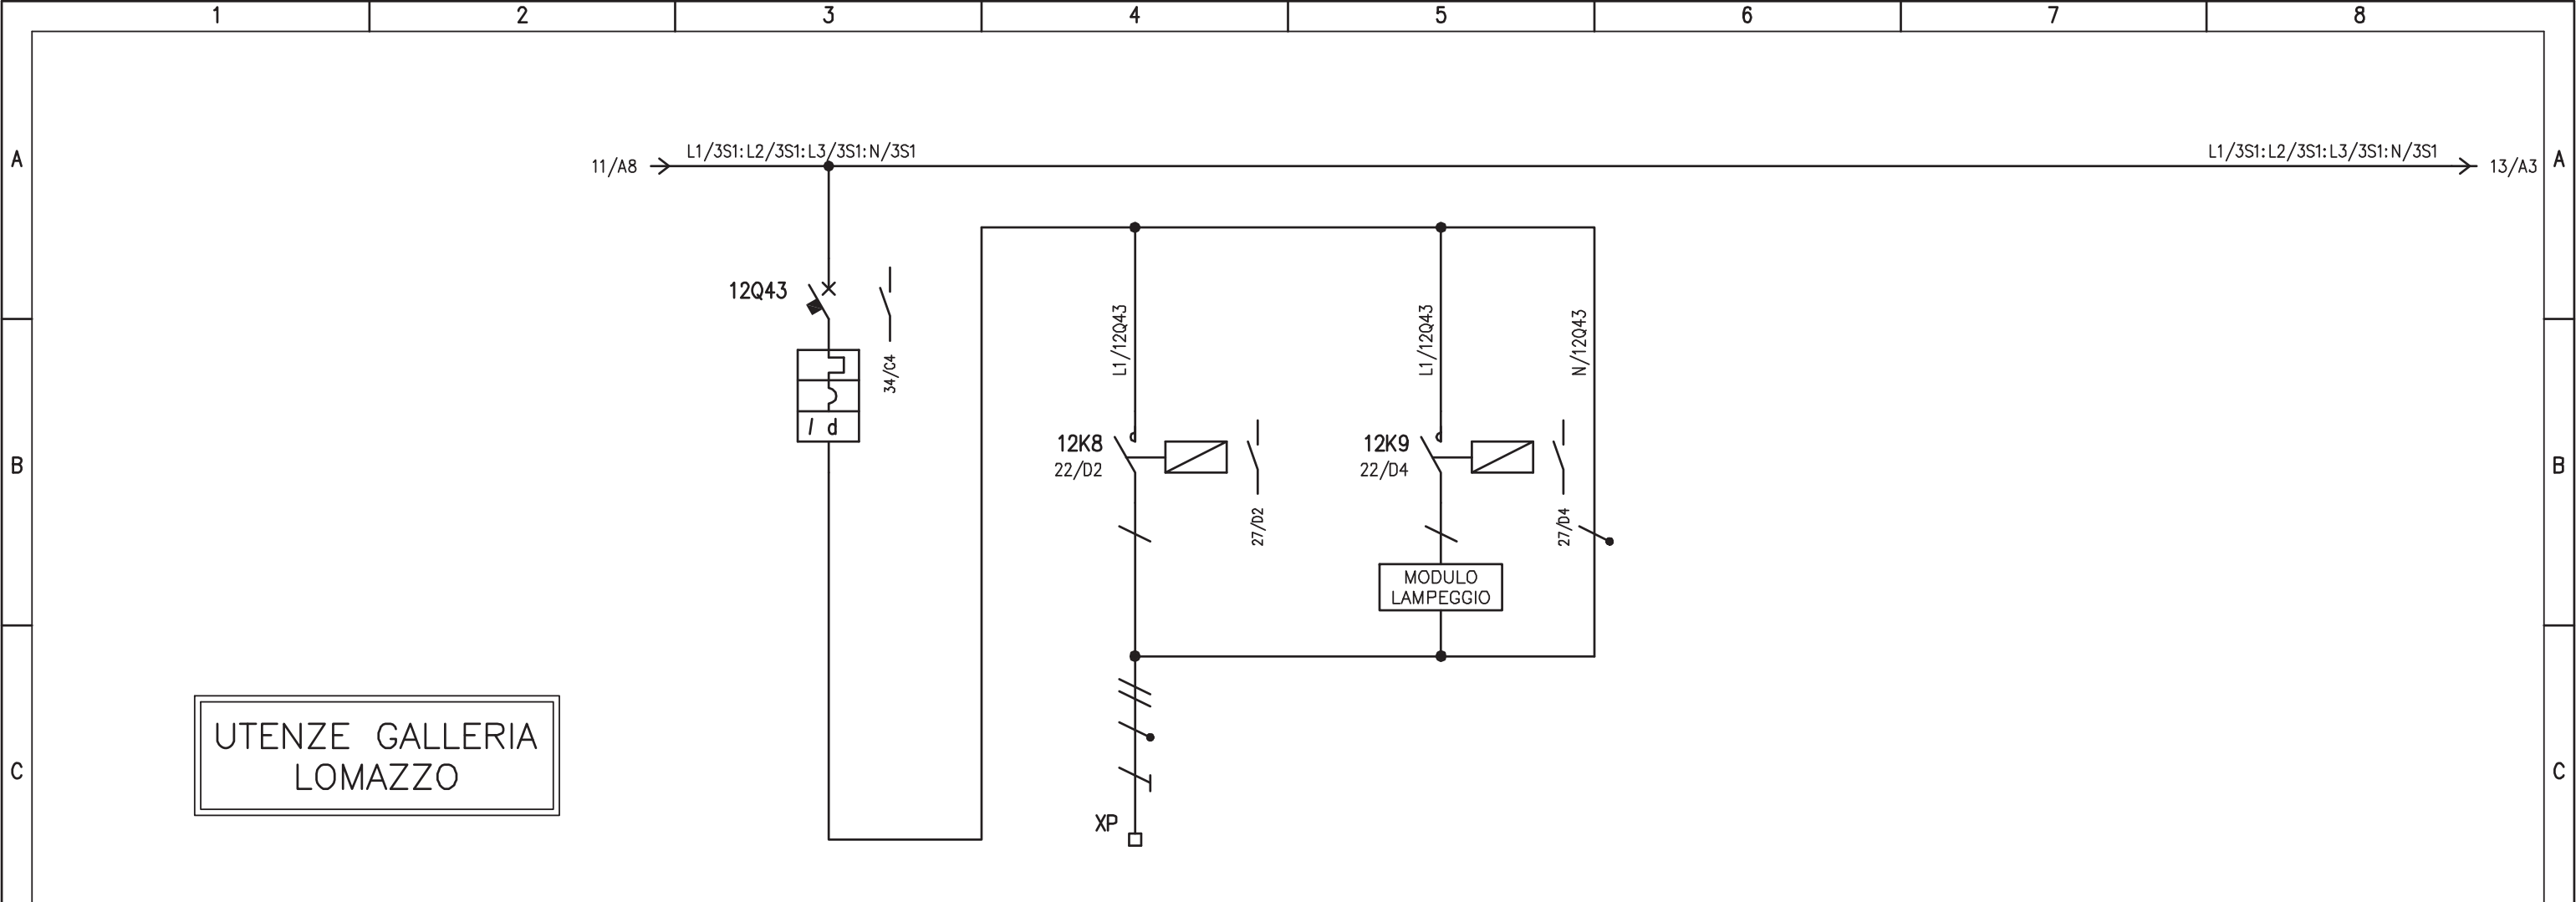 1 2 3 4 5 6 7 8
A A
L1/3S1:L2/3S1:L3/3S1:N/3S1
11/A8
L1/3S1:L2/3S1:L3/3S1:N/3S1
13/A3
12Q43
34/C4
I d
L1/12Q43
L1/12Q43
N/12Q43
B B
12K8
22/D2
27/D2
12K9
22/D4
27/D4
MODULO
LAMPEGGIO
UTENZE GALLERIA
LOMAZZO
C C
XP